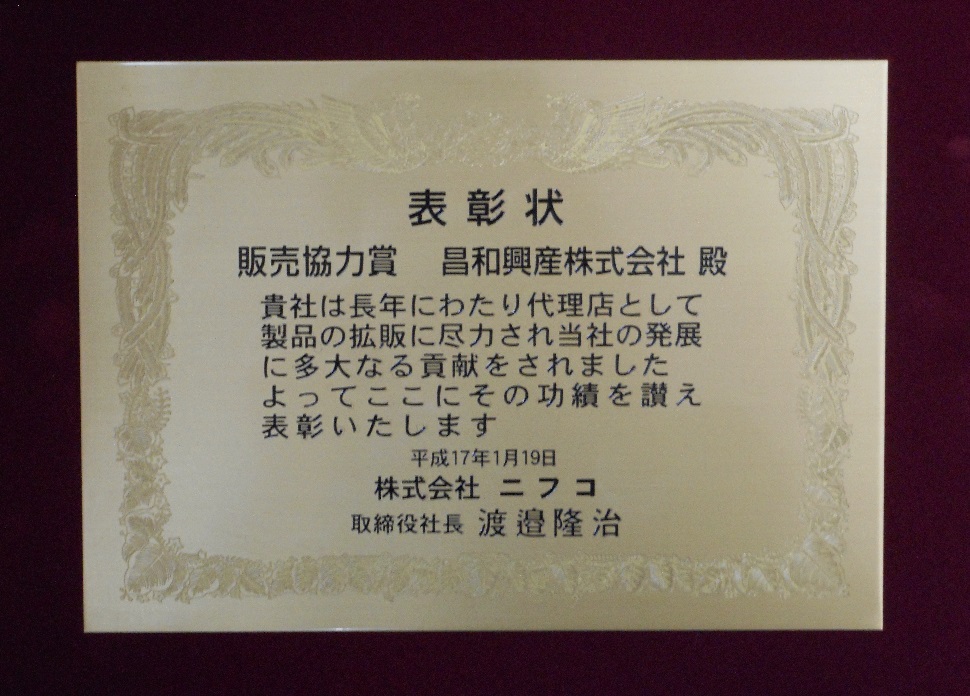 表彰状
販売協力賞 昌和興産株式会社 殿
貴社は長年にわたり代理店として
製品の拡販に尽力され当社の発展
に多大なる貢献をされました
よってここにその功績を讃え
表彰いたします
平成17年1月19日
株式会社 ニフコ
取締役社長 渡邉隆治